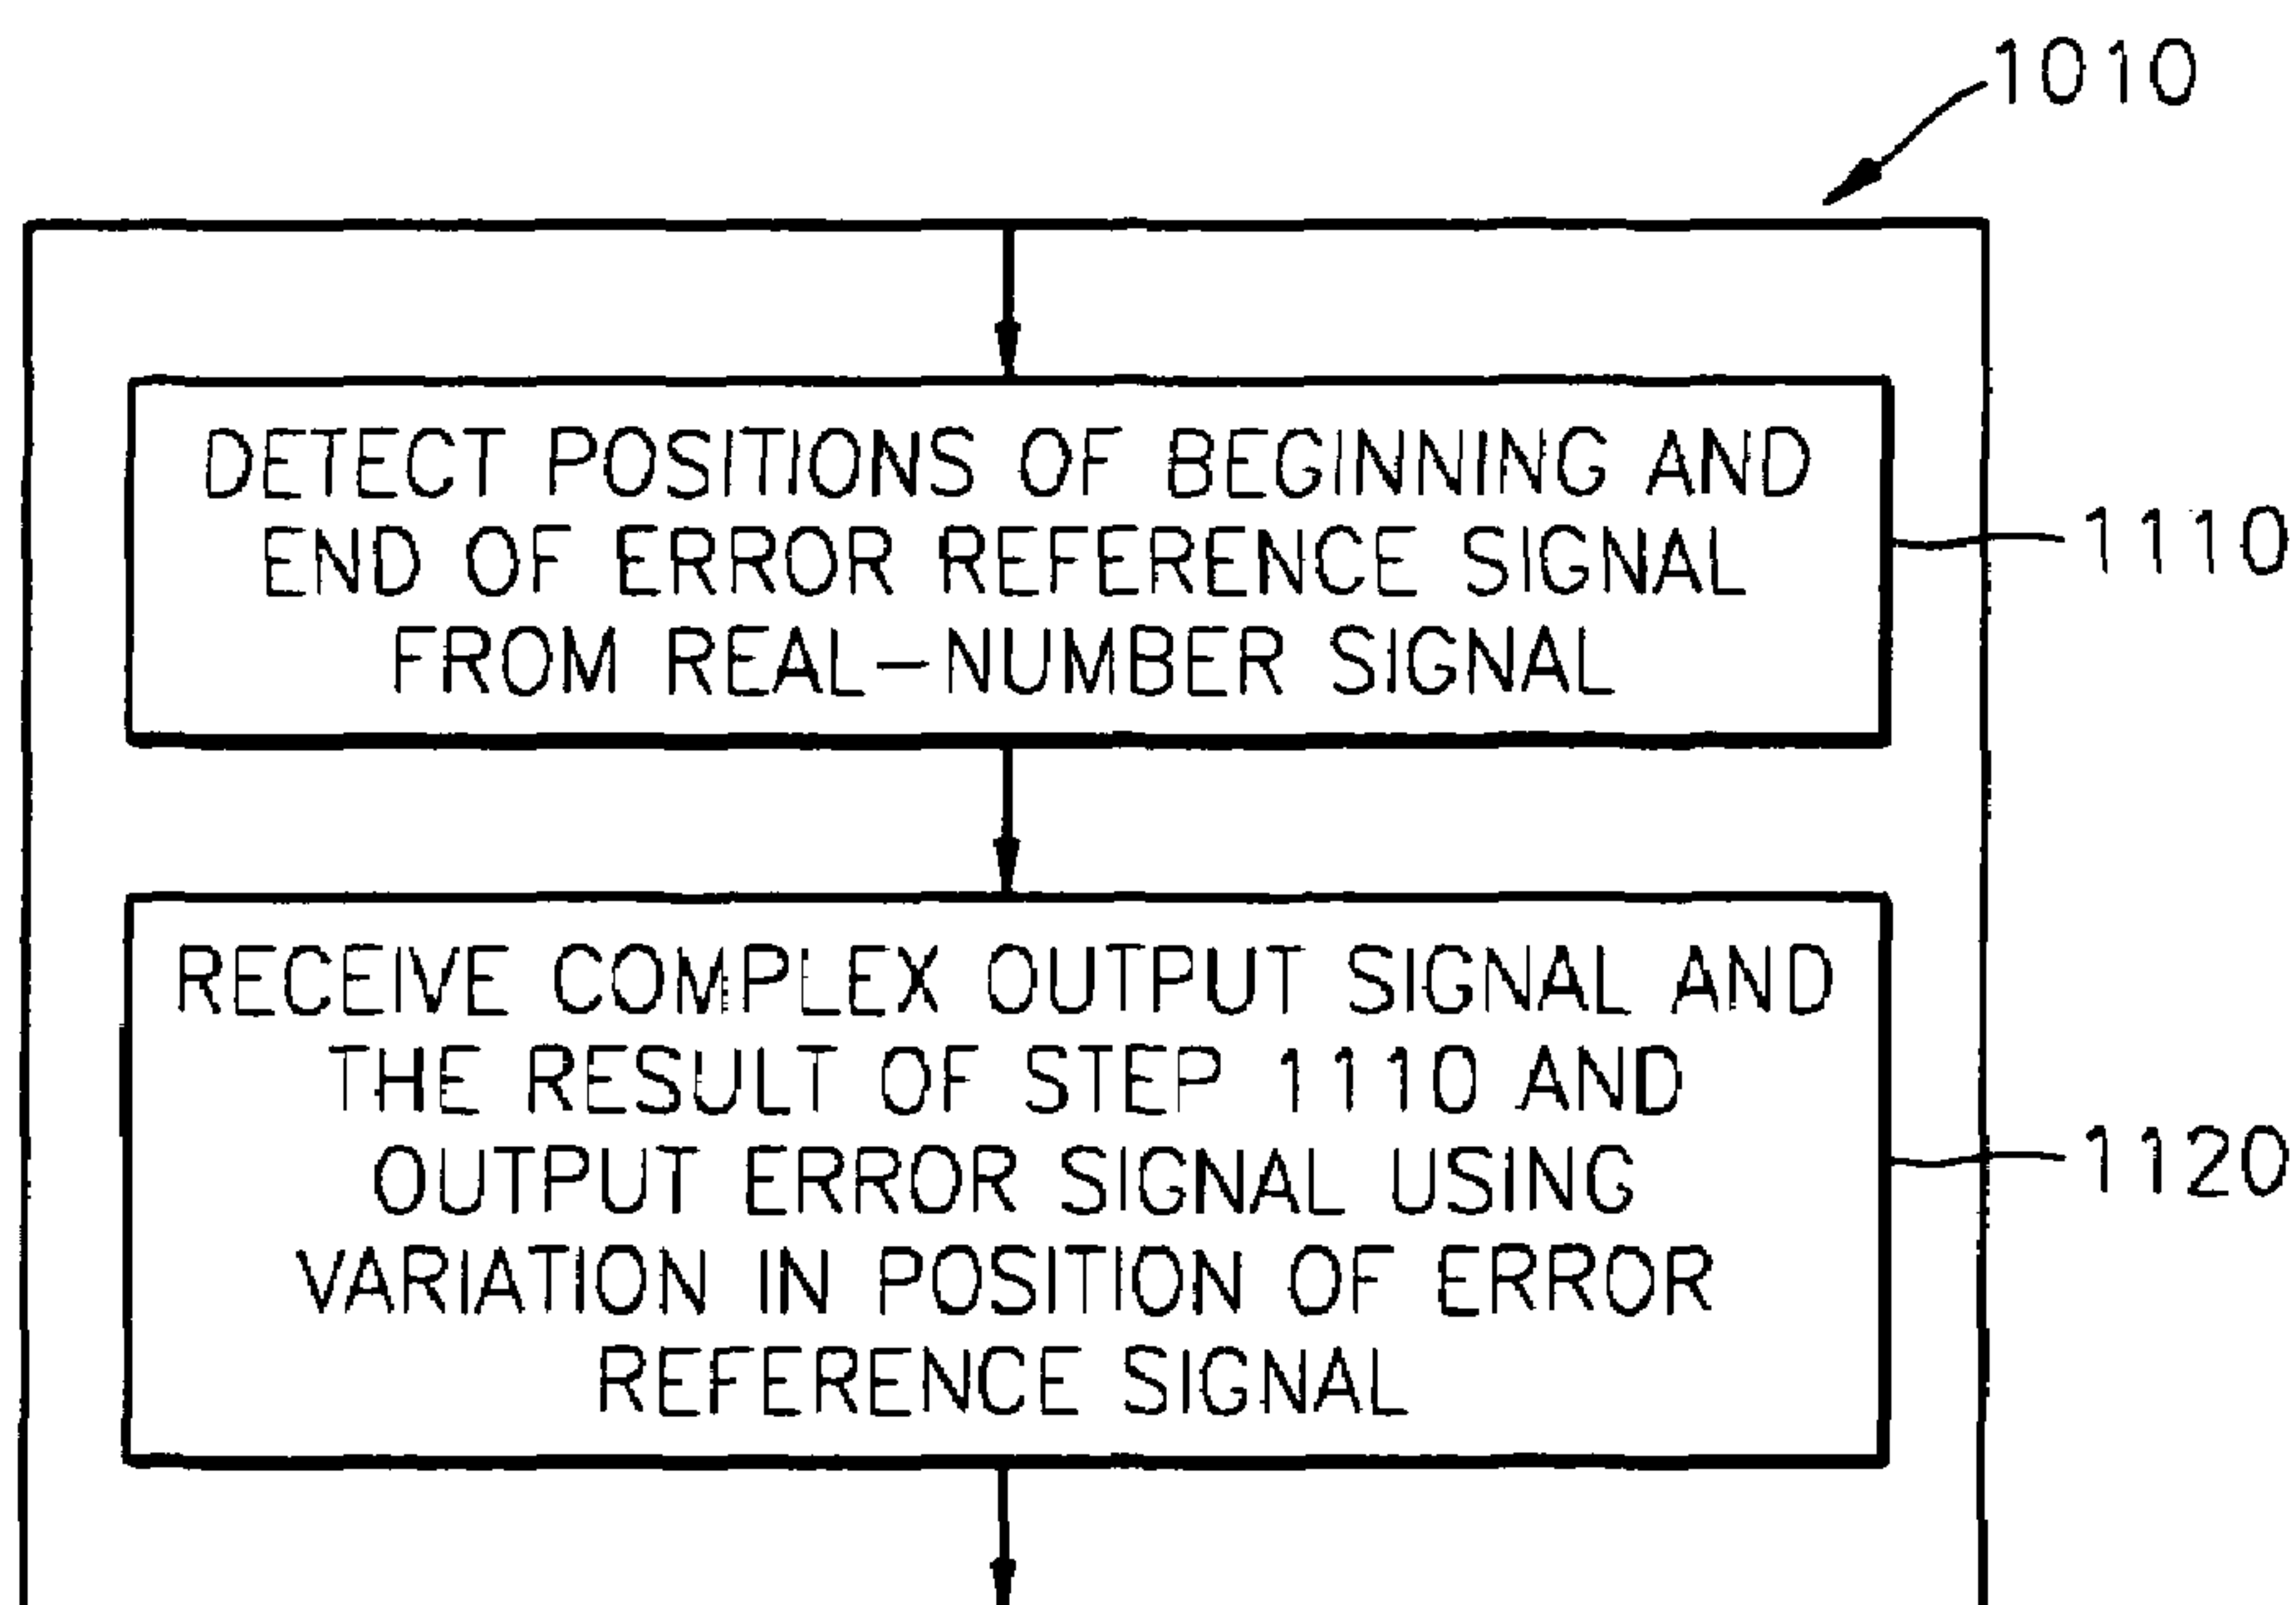 1010
DETECT POSITIONS OF BEGINNING AND
END OF ERROR REFERENCE SIGNAL
FROM REAL-NUMBER SIGNAL
1110
RECEIVE COMPLEX OUTPUT SIGNAL AND
THE RESULT OF STEP 1110 AND
OUTPUT ERROR SIGNAL USING
VARIATION IN POSITION OF ERROR
REFERENCE SIGNAL
1120